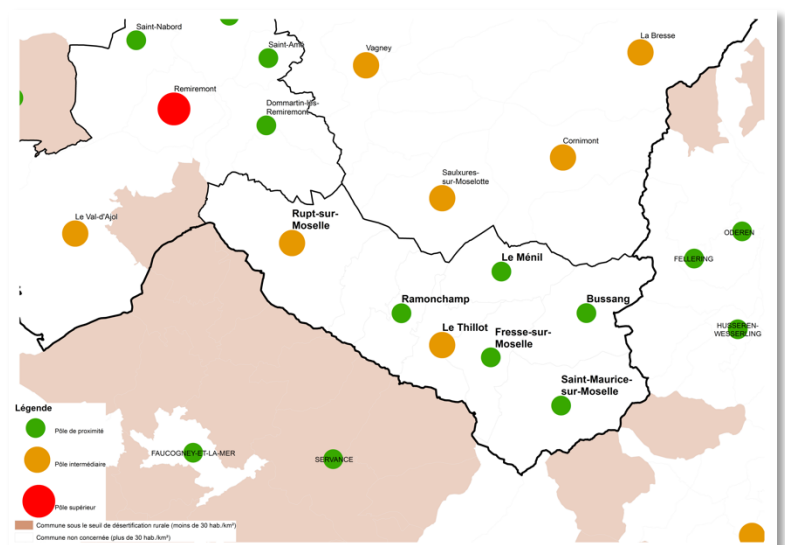 Saint-Nabord
Saint-Amé
Vagney
La Bresse
Remiremont
Dommartin-lès-
Remiremont
Cornimont
Saulxures-
sur-Moselotte
Le Val-d'Ajol
Rupt-sur-
Moselle
ODEREN
Le Ménil
FELLERING
Ramonchamp
Bussang
HUSSEREN-
WESSERLING
Le Thillot
Fresse-sur-
Moselle
Saint-Maurice-
sur-Moselle
Légende
Pôle de proximité
Pôle intermédiaire
Pôle supérieur
FAUCOGNEY-ET-LA-MER
SERVANCE
Commune sous le seuil de désertification rurale (moins de 30 hab./km²)
Commune non concernée (plus de 30 hab./km²)